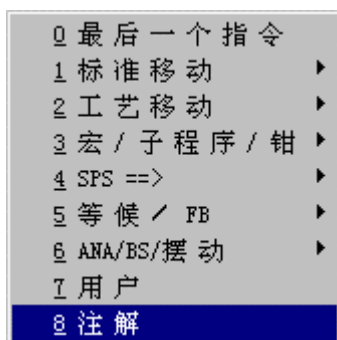 0 最后一个指令
1 标准移动
2 工艺移动
3 宏/子程序/钳
4 SPS ==>
5 等候/ FB
6 ANA/BS/摆动
7 用户
8 注解